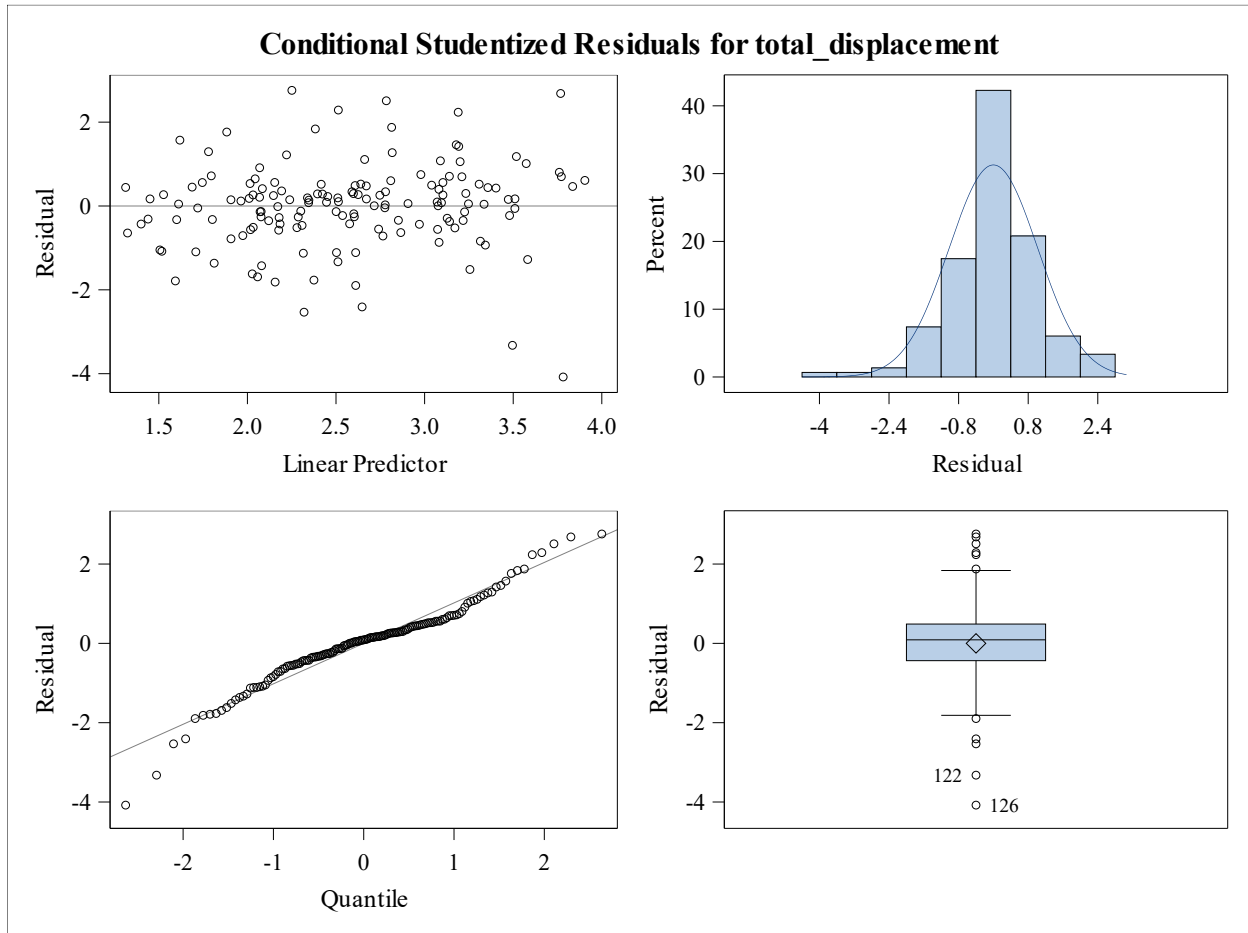 Conditional Studentized Residuals for total_displacement
Residual
2
0
-2
-4
1.5 2.0 2.5 3.0 3.5 4.0
Linear Predictor
Percent
40
30
20
10
0
-4 -2.4 -0.8 0.8 2.4
Residual
Residual
2
0
-2
-4
-2 -1 0 1 2
Quantile
Residual
2
0
-2
-4
122
126